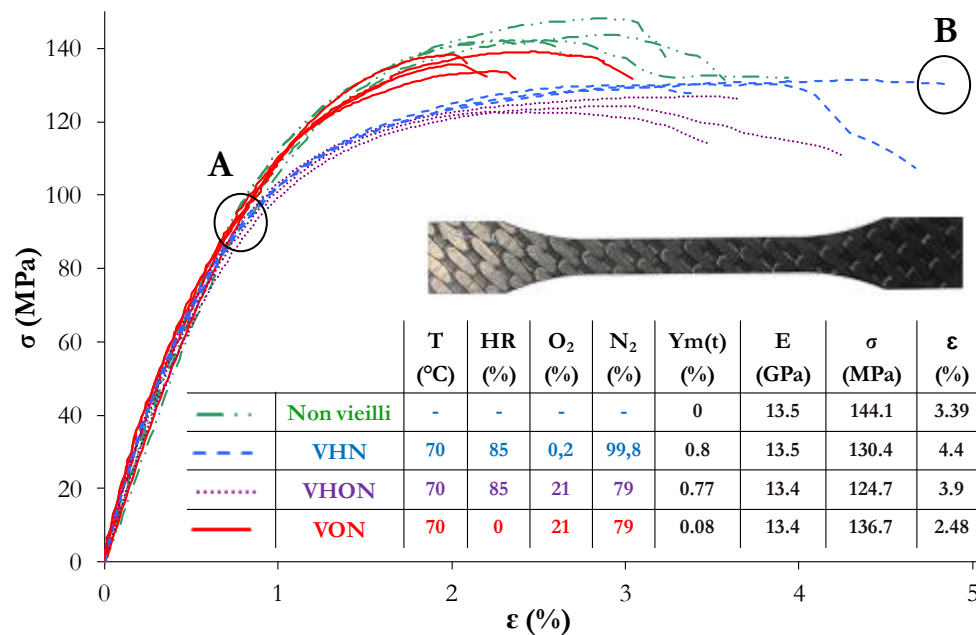 140
120
100
80
60
40
20
0
σ (MPa)
A
B
T HR O₂ N₂ Ym(t) E σ ε
(°C) (%) (%) (%) (%) (GPa) (MPa) (%)
Non vieilli - - - - 0 13.5 144.1 3.39
VHN 70 85 0,2 99,8 0.8 13.5 130.4 4.4
VHON 70 85 21 79 0.77 13.4 124.7 3.9
VON 70 0 21 79 0.08 13.4 136.7 2.48
0 1 2 3 4 5
ε (%)